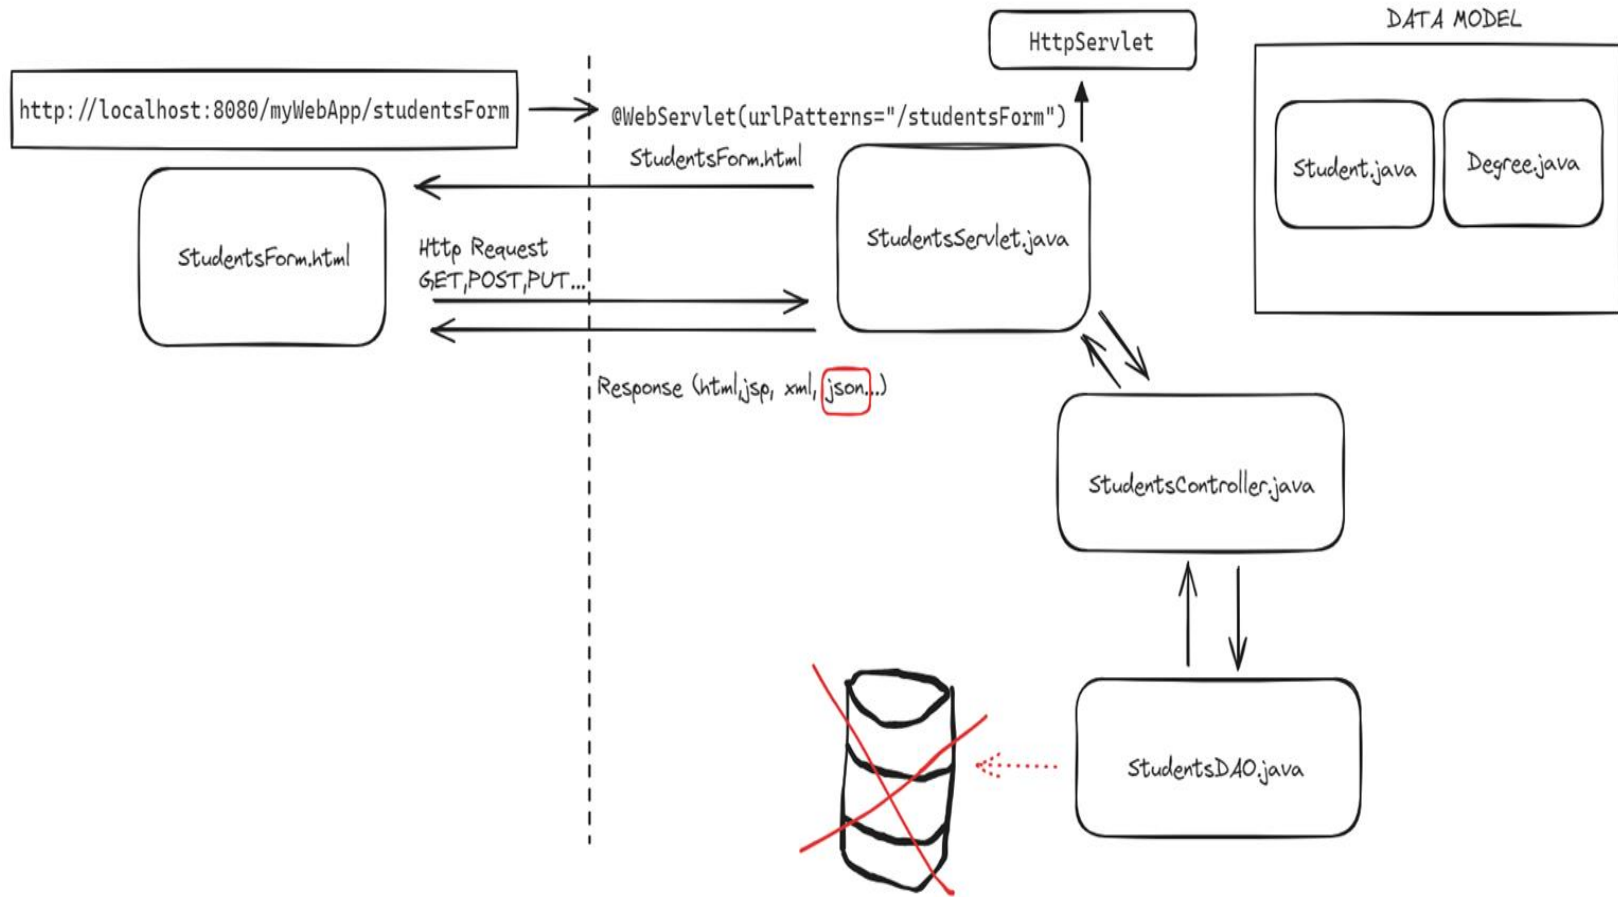 DATA MODEL
HttpServlet
http://localhost:8080/myWebApp/studentsForm
@WebServlet(urlPatterns="/studentsForm")
StudentsForm.html
Student.java
Degree.java
StudentsForm.html
Http Request
GET,POST,PUT...
StudentsServlet.java
Response (html,jsp, xml, json...)
StudentsController.java
StudentsDAO.java